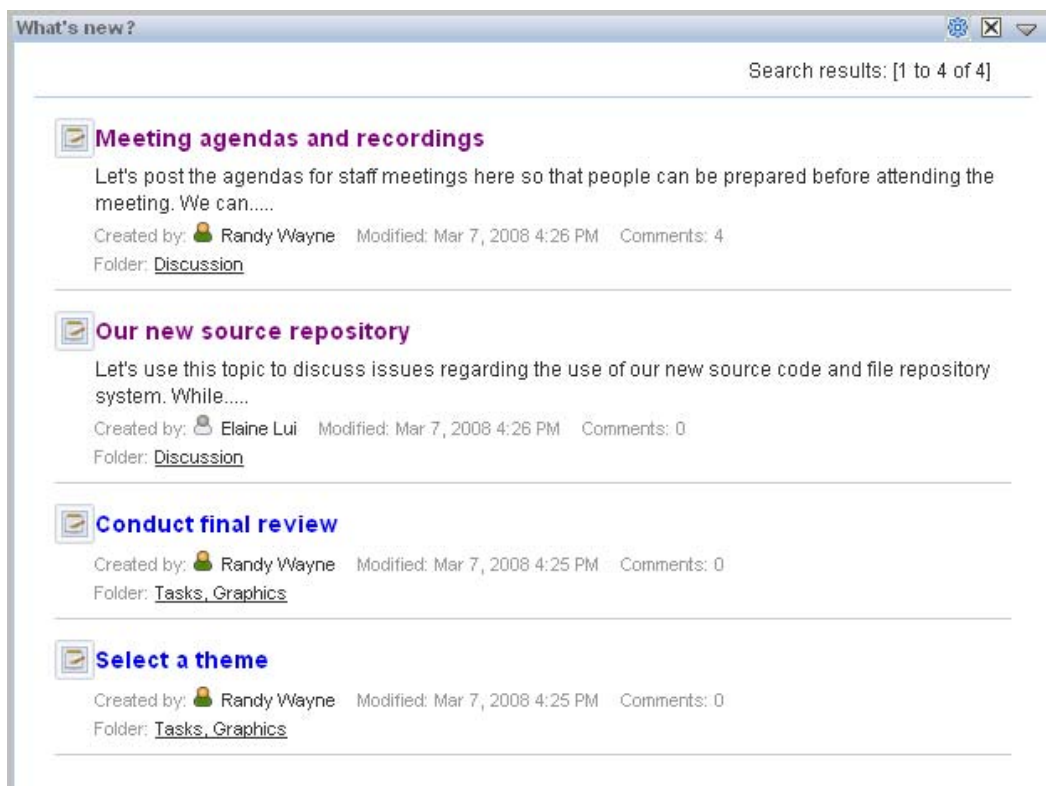 What's new?
Search results: [1 to 4 of 4]
Meeting agendas and recordings
Let's post the agendas for staff meetings here so that people can be prepared before attending the
meeting. We can.....
Created by: Randy Wayne Modified: Mar 7, 2008 4:26 PM Comments: 4
Folder: Discussion
Our new source repository
Let's use this topic to discuss issues regarding the use of our new source code and file repository
system. While.....
Created by: Elaine Lui Modified: Mar 7, 2008 4:26 PM Comments: 0
Folder: Discussion
Conduct final review
Created by: Randy Wayne Modified: Mar 7, 2008 4:25 PM Comments: 0
Folder: Tasks, Graphics
Select a theme
Created by: Randy Wayne Modified: Mar 7, 2008 4:25 PM Comments: 0
Folder: Tasks, Graphics